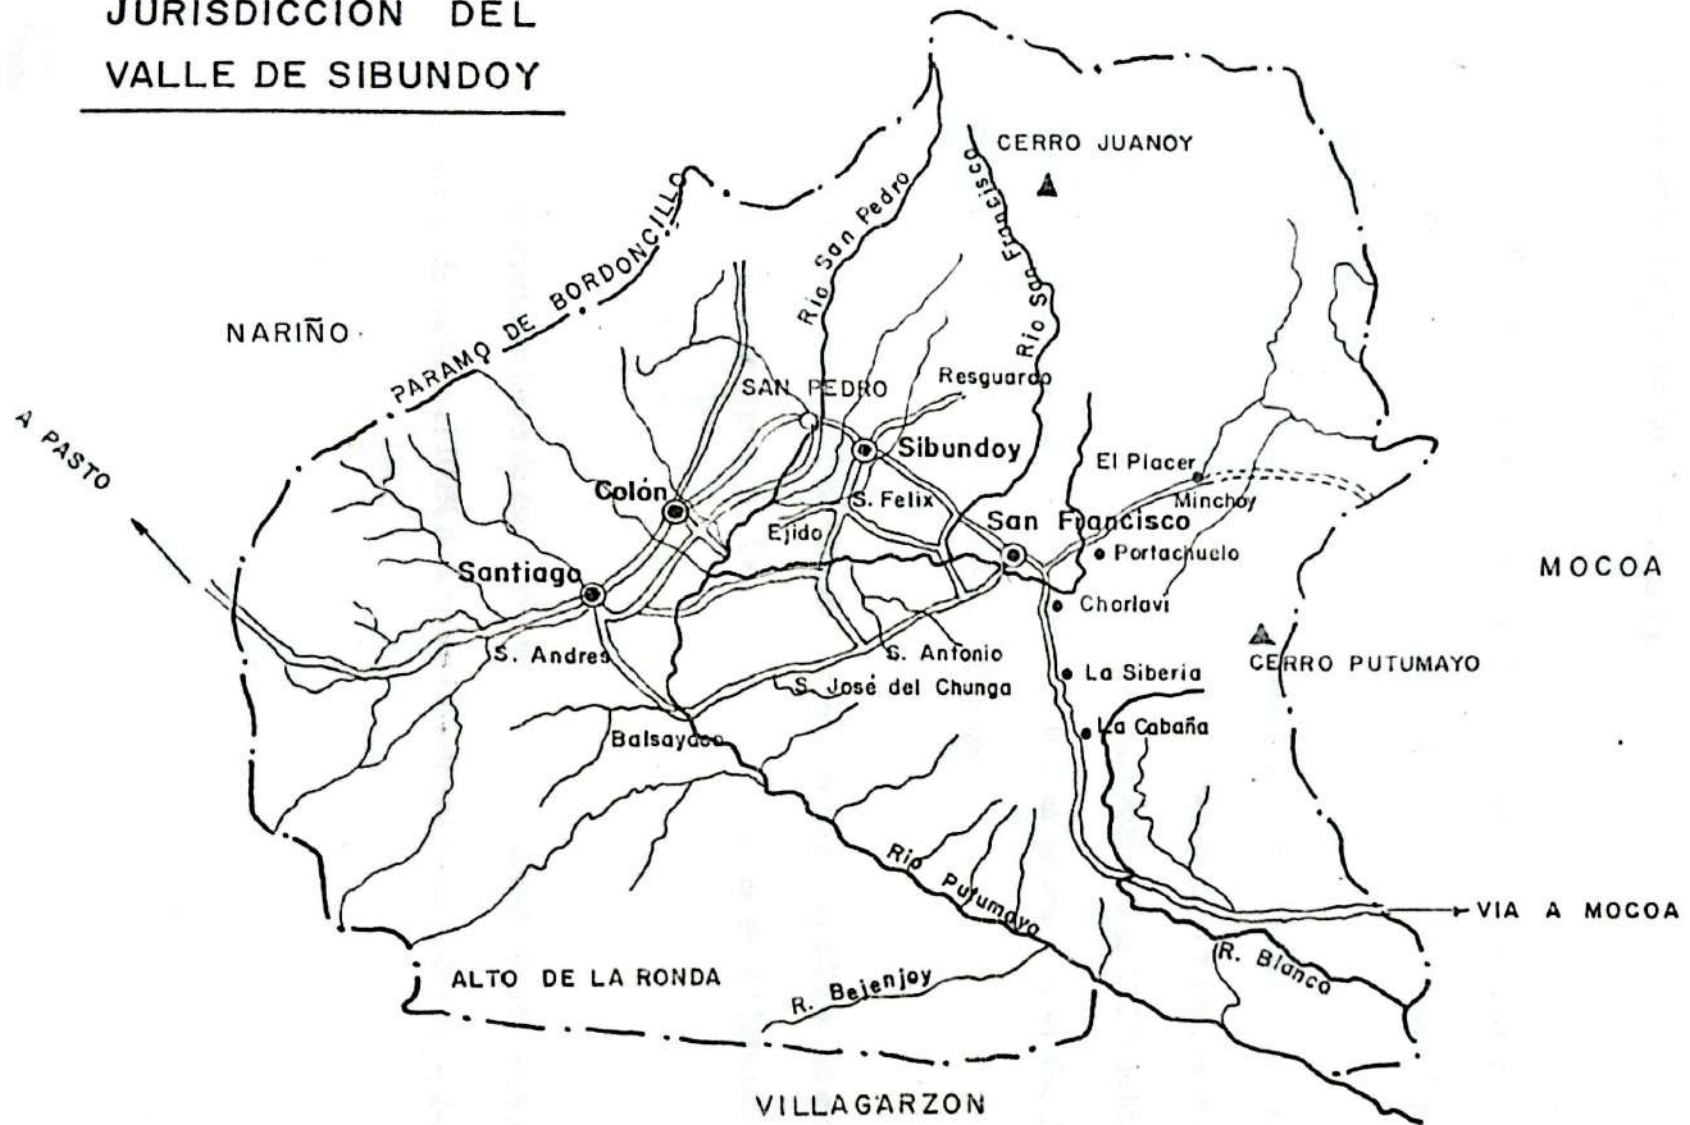 JURISDICCION DEL
VALLE DE SIBUNDOY
CERRO JUANOY
Rio San Pedro
Rio San Francisco
PARAMO DE BORDONCILLO
NARIÑO
A PASTO
SAN PEDRO
Resguardo
Sibundoy
El Placer
Minchoy
Colón
S. Felix
Ejido
San Francisco
Portachuelo
MOCOA
Santiago
Chorlavi
S. Andres
S. Antonio
CERRO PUTUMAYO
La Siberia
S. José del Chunga
La Cabaña
Balsayaco
Rio Putumayo
VIA A MOCOA
R. Blanco
ALTO DE LA RONDA
R. Bejenjoy
VILLAGARZON